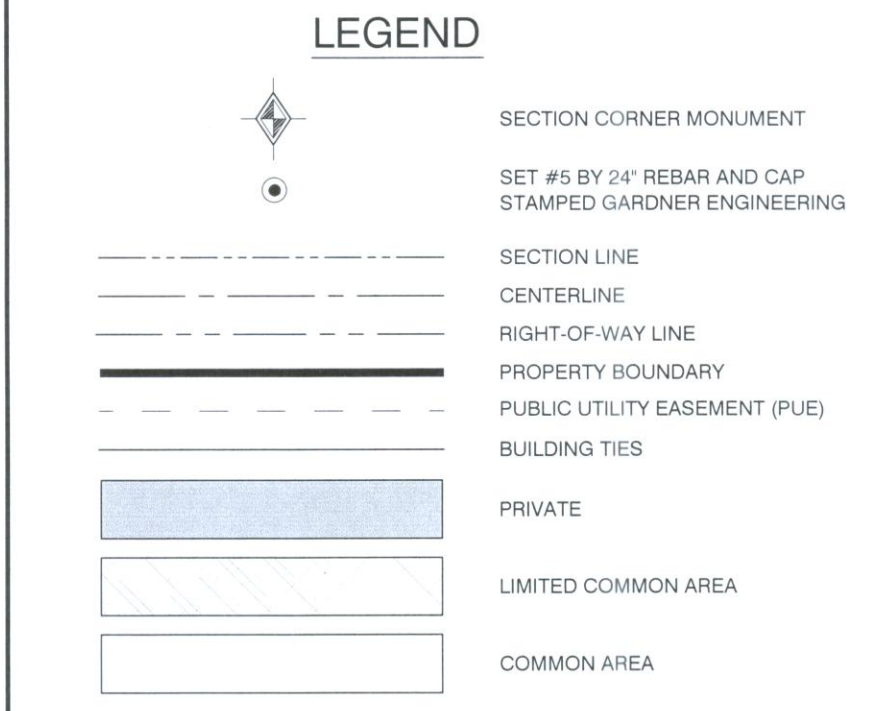 LEGEND
SECTION CORNER MONUMENT
SET #5 BY 24" REBAR AND CAP
STAMPED GARDNER ENGINEERING
SECTION LINE
CENTERLINE
RIGHT-OF-WAY LINE
PROPERTY BOUNDARY
PUBLIC UTILITY EASEMENT (PUE)
BUILDING TIES
PRIVATE
LIMITED COMMON AREA
COMMON AREA